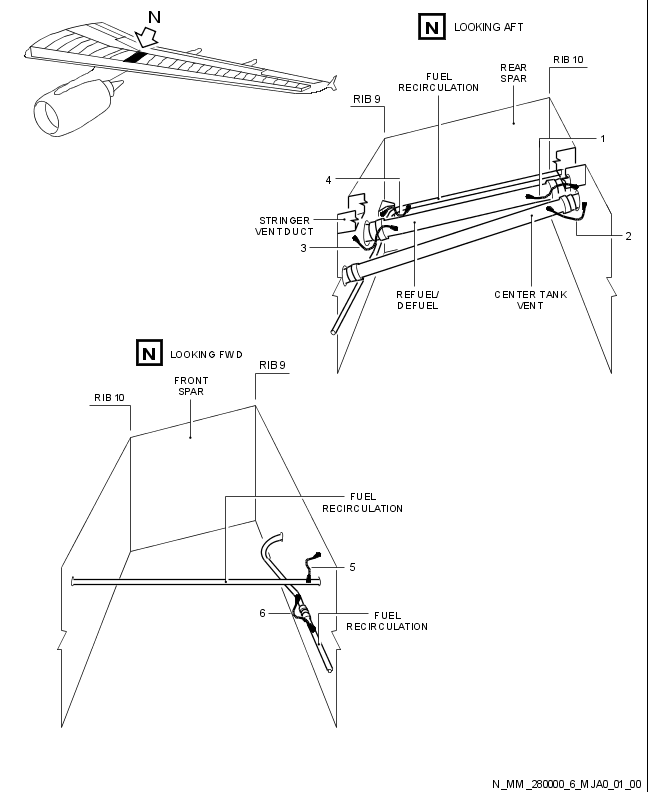 N
N LOOKING AFT
FUEL
RECIRCULATION
REAR
SPAR
RIB 10
RIB 9
1
4
STRINGER
VENT DUCT
3
2
REFUEL/
DEFUEL
CENTER TANK
VENT
N LOOKING FWD
RIB 9
FRONT
SPAR
RIB 10
FUEL
RECIRCULATION
5
6
FUEL
RECIRCULATION
N_MM_280000_6_MJA0_01_00